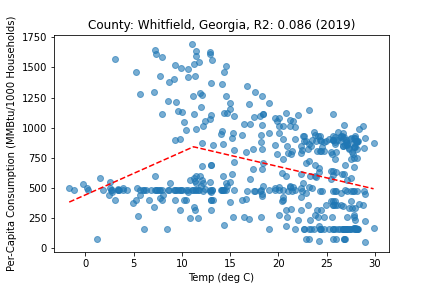 County: Whitfield, Georgia, R2: 0.086 (2019)
Per-Capita Consumption (MMBtu/1000 Households)
1750
1500
1250
1000
750
500
250
0
0 5 10 15 20 25 30
Temp (deg C)